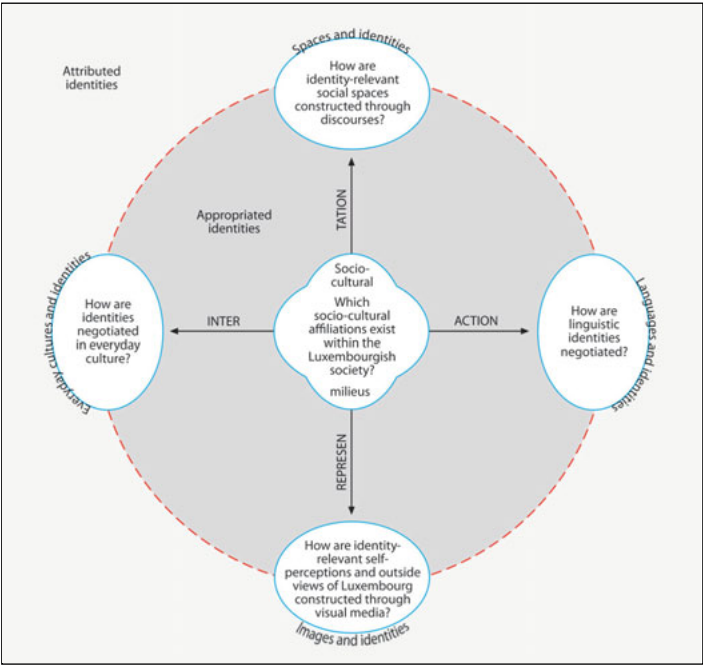 Spaces and identities
Attributed
identities
How are
identity-relevant
social spaces
constructed through
discourses?
Appropriated
identities
TATION
Everyday cultures and identities
How are
identities
negotiated
in everyday
culture?
INTER
Socio-
cultural
Which
socio-cultural
affiliations exist
within the
Luxembourgish
society?
milieus
ACTION
How are
linguistic
identities
negotiated?
Languages and identities
REPRESEN
How are identity-
relevant self-
perceptions and outside
views of Luxembourg
constructed through
visual media?
Images and identities